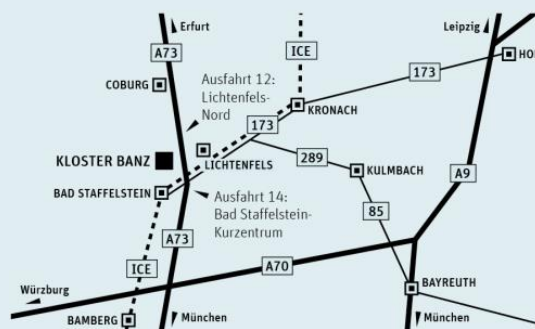 Erfurt
Leipzig
A73
ICE
HO
173
COBURG
Ausfahrt 12:
Lichtenfels-
Nord
KRONACH
173
LICHTENFELS
289
KULMBACH
A9
KLOSTER BANZ
BAD STAFFELSTEIN
Ausfahrt 14:
Bad Staffelstein-
Kurzentrum
85
A73
ICE
A70
Würzburg
BAYREUTH
BAMBERG
München
München